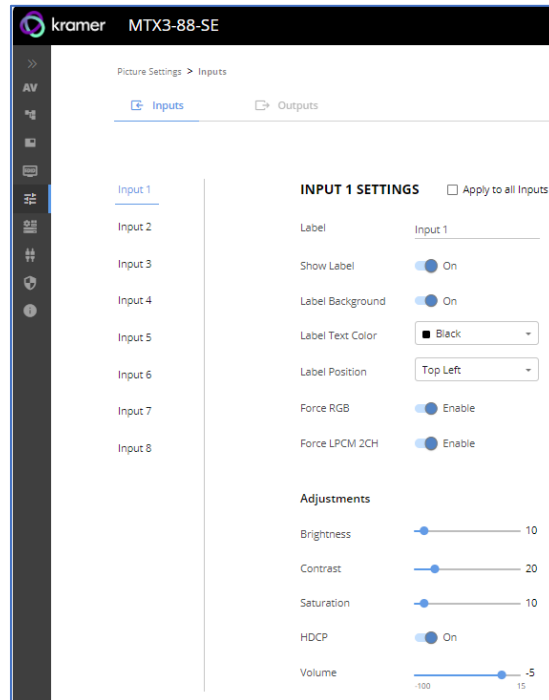 kramer MTX3-88-SE
AV
Picture Settings > Inputs
Inputs
Outputs
Input 1
Input 2
Input 3
Input 4
Input 5
Input 6
Input 7
Input 8
INPUT 1 SETTINGS Apply to all Inputs
Label Input 1
Show Label On
Label Background On
Label Text Color Black
Label Position Top Left
Force RGB Enable
Force LPCM 2CH Enable
Adjustments
Brightness 10
Contrast 20
Saturation 10
HDCP On
Volume -5
-100 15